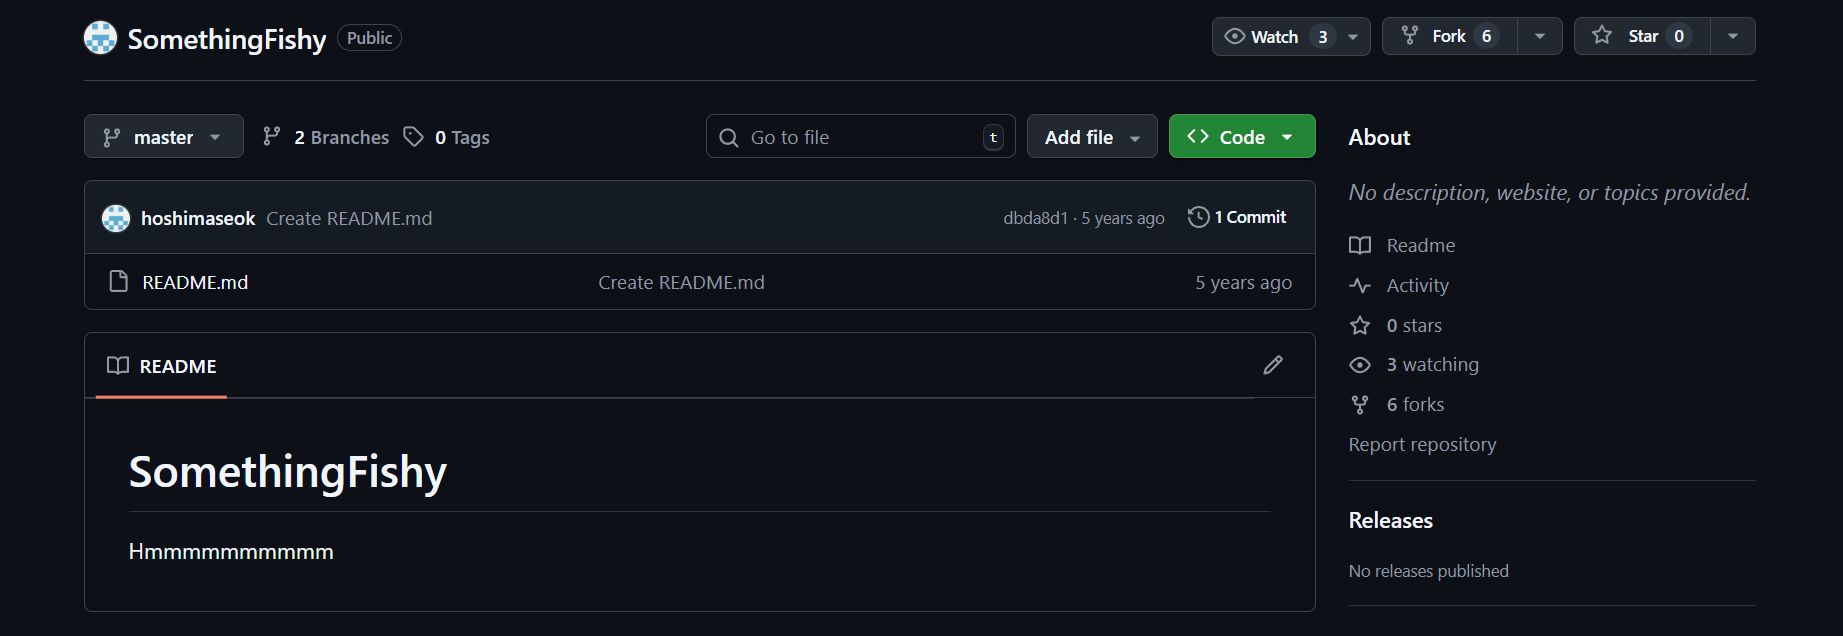 SomethingFishy Public
Watch 3
Fork 6
Star 0
master
2 Branches
0 Tags
Go to file
t
Add file
Code
hoshimaseok Create README.md
dbda8d1 · 5 years ago
1 Commit
README.md
Create README.md
5 years ago
README
SomethingFishy
Hmmmmmmmmmm
About
No description, website, or topics provided.
Readme
Activity
0 stars
3 watching
6 forks
Report repository
Releases
No releases published